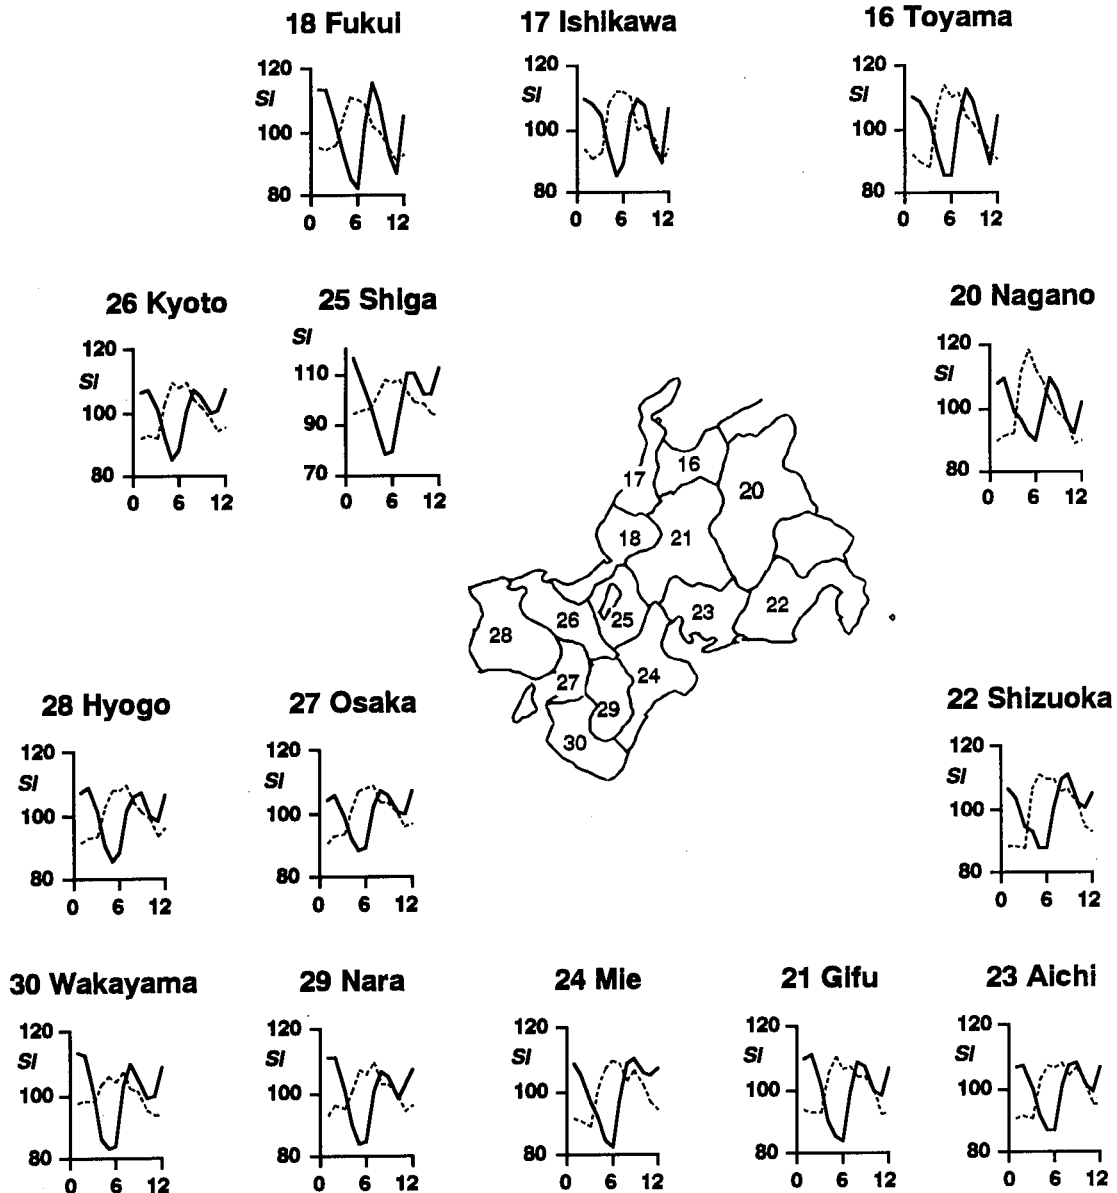 18 Fukui
17 Ishikawa
16 Toyama
120
SI
100
80
0 6 12
120
SI
100
80
0 6 12
120
SI
100
80
0 6 12
26 Kyoto
25 Shiga
20 Nagano
120
SI
100
80
0 6 12
SI
110
90
70
0 6 12
120
SI
100
80
0 6 12
16
17
20
18
21
26
25
23
22
28
27
24
29
30
28 Hyogo
27 Osaka
22 Shizuoka
120
SI
100
80
0 6 12
120
SI
100
80
0 6 12
120
SI
100
80
0 6 12
30 Wakayama
29 Nara
24 Mie
21 Gifu
23 Aichi
120
SI
100
80
0 6 12
120
SI
100
80
0 6 12
120
SI
100
80
0 6 12
120
SI
100
80
0 6 12
120
SI
100
80
0 6 12